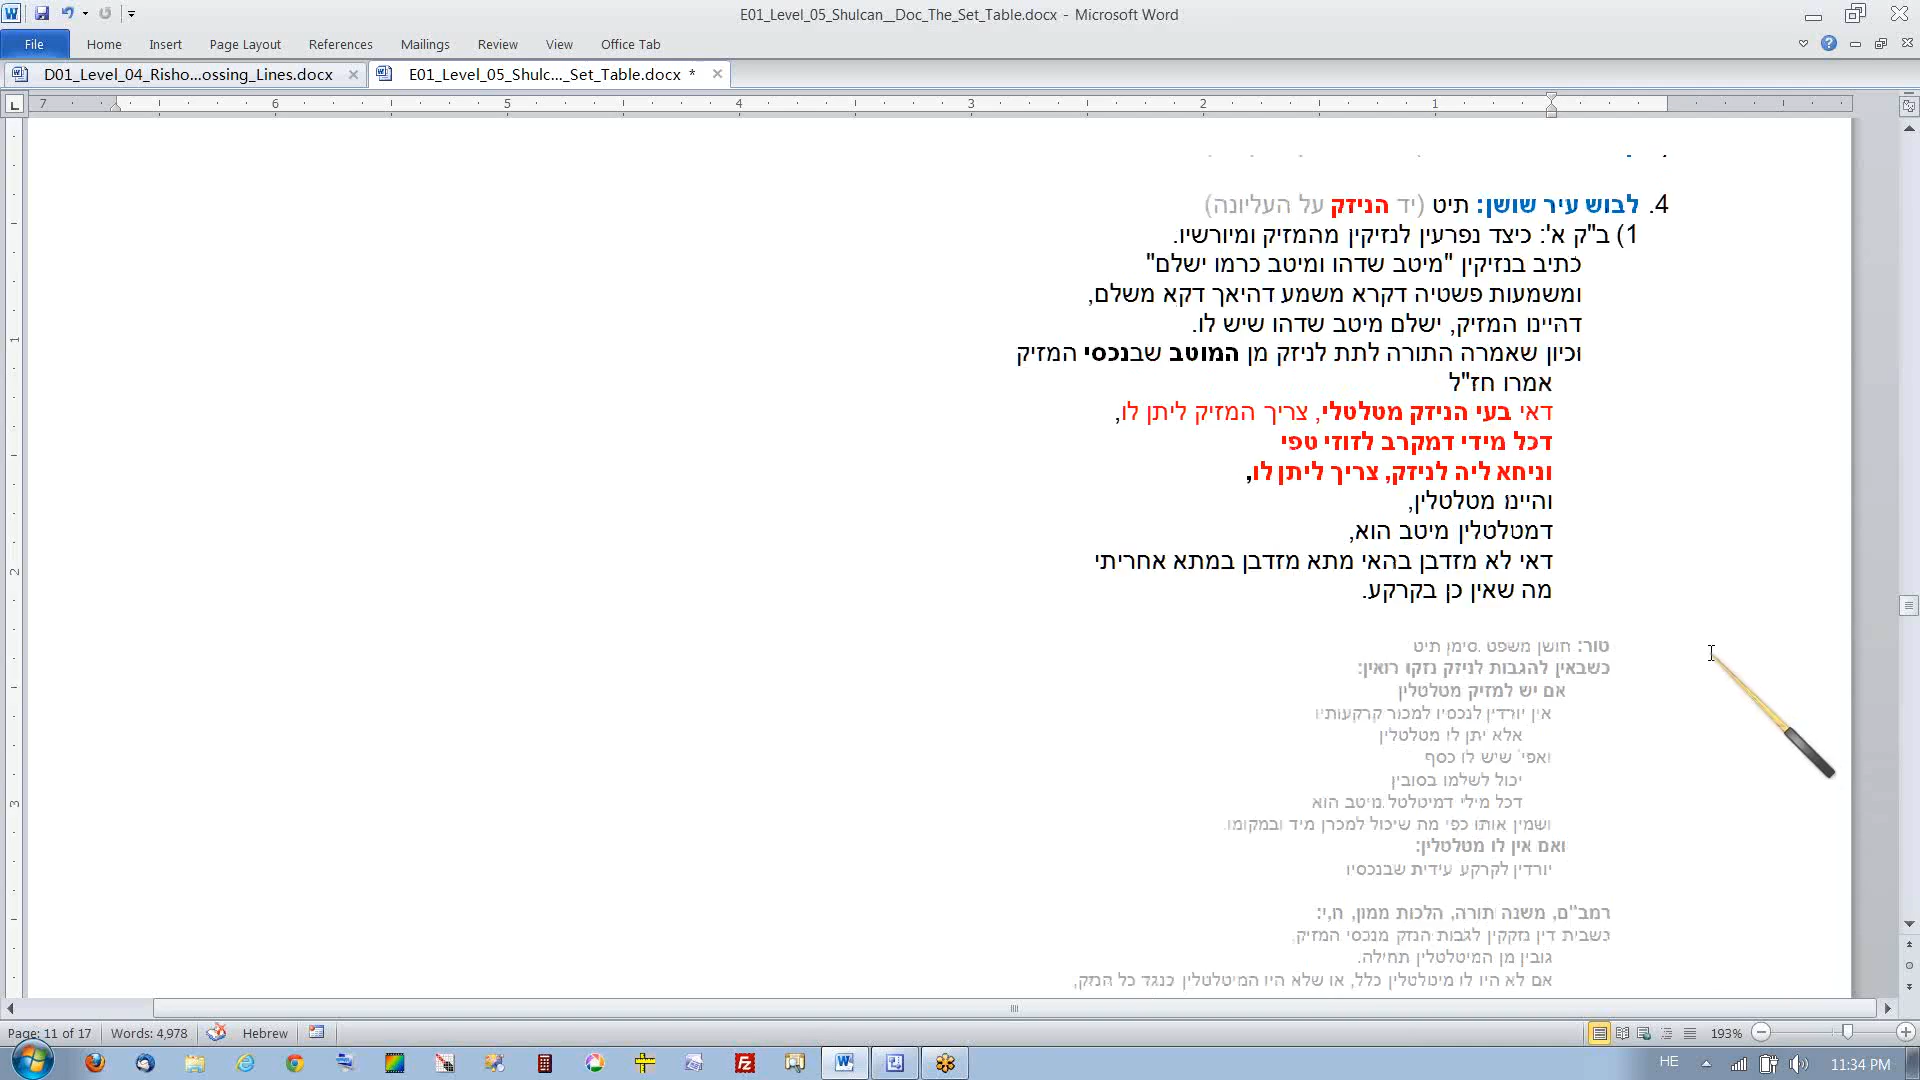 E01_Level_05_Shulcan__Doc_The_Set_Table.docx - Microsoft Word
File Home Insert Page Layout References Mailings Review View Office Tab
D01_Level_04_Risho...ossing_Lines.docx E01_Level_05_Shulc..._Set_Table.docx *
7 6 5 4 3 2 1
4. לבוש עיר שושן: תיט (יד הניזק על העליונה)
1) ב"ק א': כיצד נפרעין לנזיקין מהמזיק ומיורשיו.
כתיב בנזיקין "מיטב שדהו ומיטב כרמו ישלם"
ומשמעות פשטיה דקרא משמע דהיאך דקא משלם,
דהיינו המזיק, ישלם מיטב שדהו שיש לו.
וכיון שאמרה התורה לתת לניזק מן המוטב שבנכסי המזיק
אמרו חז"ל
דאי בעי הניזק מטלטלי, צריך המזיק ליתן לו,
דכל מידי דמקרב לזוזי טפי
וניחא ליה לניזק, צריך ליתן לו,
והיינו מטלטלין,
דמטלטלין מיטב הוא,
דאי לא מזדבן בהאי מתא מזדבן במתא אחריתי
מה שאין כן בקרקע.
טור: חושן משפט סימן תיט
כשבאין להגבות לניזק נזקו רואין:
אם יש למזיק מטלטלין
אין יורדין לנכסיו למכור קרקעותיו
אלא יתן לו מטלטלין
ואפי' שיש לו כסף
יכול לשלמו בסובין
דכל מילי דמיטלטל מיטב הוא
ושמין אותו כפי מה שיכול למכרן מיד ובמקומו.
ואם אין לו מטלטלין:
יורדין לקרקע עידית שבנכסיו
רמב"ם, משנה תורה, הלכות ממון, ח,י:
כשבית דין נזקקין לגבות הנזק מנכסי המזיק,
גובין מן המיטלטלין תחילה.
אם לא היו לו מיטלטלין כלל, או שלא היו המיטלטלין כנגד כל הנזק,
Page: 11 of 17 Words: 4,978 Hebrew 193%
HE 11:34 PM